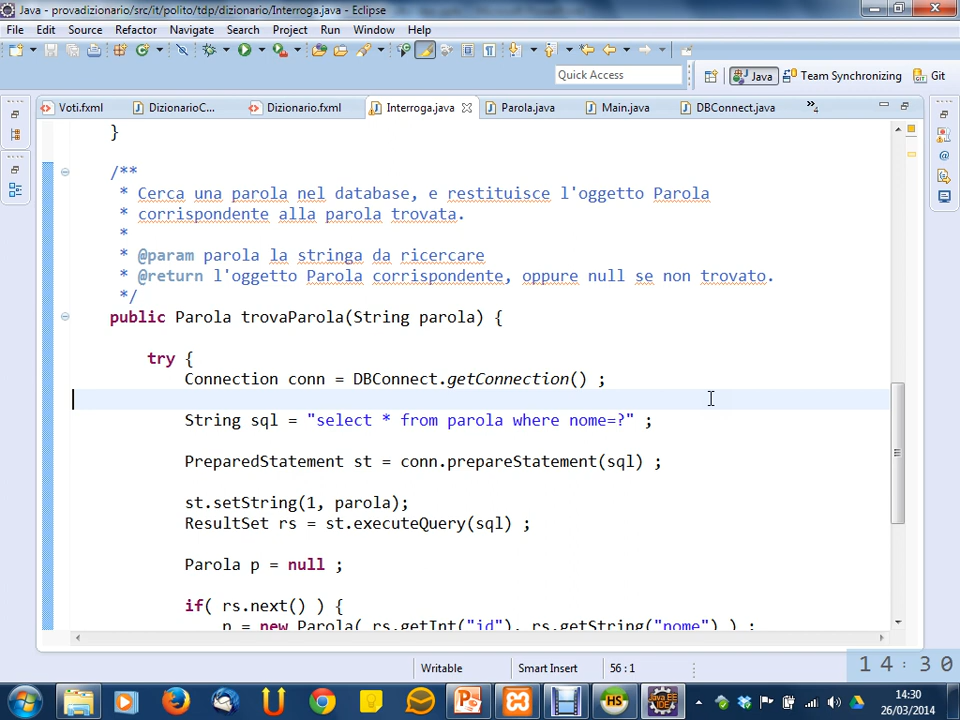 Java - provadizionario/src/it/polito/tdp/dizionario/Interroga.java - Eclipse
File Edit Source Refactor Navigate Search Project Run Window Help
Quick Access
Java
Team Synchronizing
Git
Voti.fxml
DizionarioC...
Dizionario.fxml
Interroga.java
Parola.java
Main.java
DBConnect.java
»4
}
/**
* Cerca una parola nel database, e restituisce l'oggetto Parola
* corrispondente alla parola trovata.
*
* @param parola la stringa da ricercare
* @return l'oggetto Parola corrispondente, oppure null se non trovato.
*/
public Parola trovaParola(String parola) {
try {
Connection conn = DBConnect.getConnection() ;
String sql = "select * from parola where nome=?" ;
PreparedStatement st = conn.prepareStatement(sql) ;
st.setString(1, parola);
ResultSet rs = st.executeQuery(sql) ;
Parola p = null ;
if( rs.next() ) {
p = new Parola( rs.getInt("id"), rs.getString("nome") ) ;
Writable
Smart Insert
56 : 1
14:30
HS
Java EE
IDE
14:30
26/03/2014